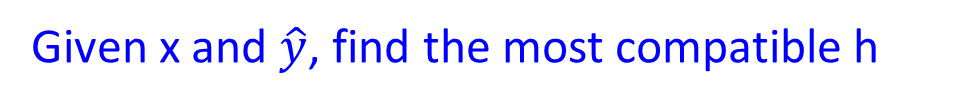 Given x and ŷ, find the most compatible h